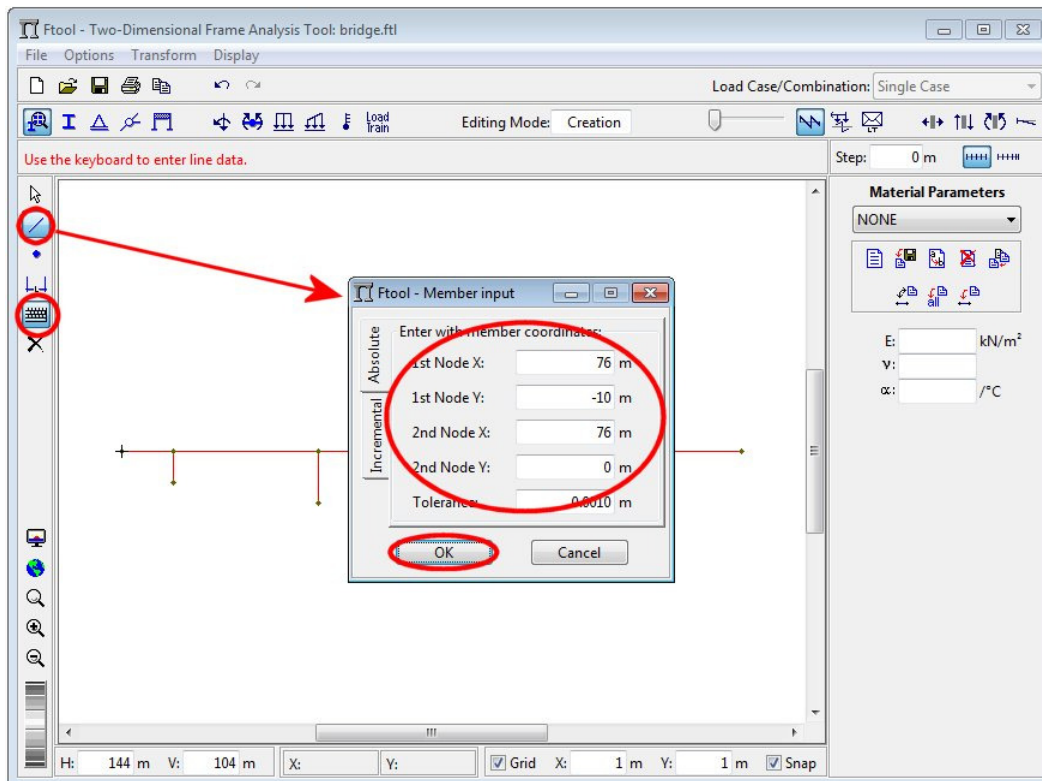 Ftool - Two-Dimensional Frame Analysis Tool: bridge.ftl
File Options Transform Display
Load Case/Combination: Single Case
Load Train
Editing Mode: Creation
LT
Use the keyboard to enter line data.
Step: 0 m
Material Parameters
NONE
all
E: kN/m²
ν:
α: /°C
Ftool - Member input
Absolute
Incremental
Enter with member coordinates:
1st Node X: 76 m
1st Node Y: -10 m
2nd Node X: 76 m
2nd Node Y: 0 m
Tolerance: 0.0010 m
OK Cancel
H: 144 m V: 104 m X: Y: Grid X: 1 m Y: 1 m Snap